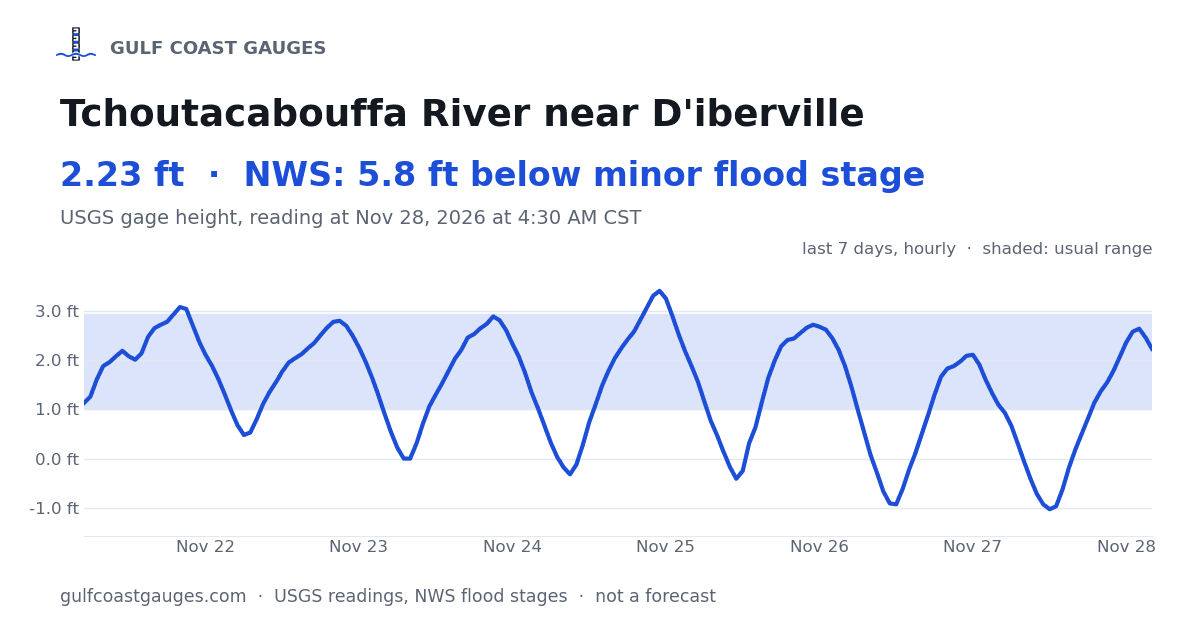 GULF COAST GAUGES
Tchoutacabouffa River near D'iberville
2.23 ft · NWS: 5.8 ft below minor flood stage
USGS gage height, reading at Nov 28, 2026 at 4:30 AM CST
last 7 days, hourly · shaded: usual range
3.0 ft
2.0 ft
1.0 ft
0.0 ft
-1.0 ft
Nov 22 Nov 23 Nov 24 Nov 25 Nov 26 Nov 27 Nov 28
gulfcoastgauges.com · USGS readings, NWS flood stages · not a forecast